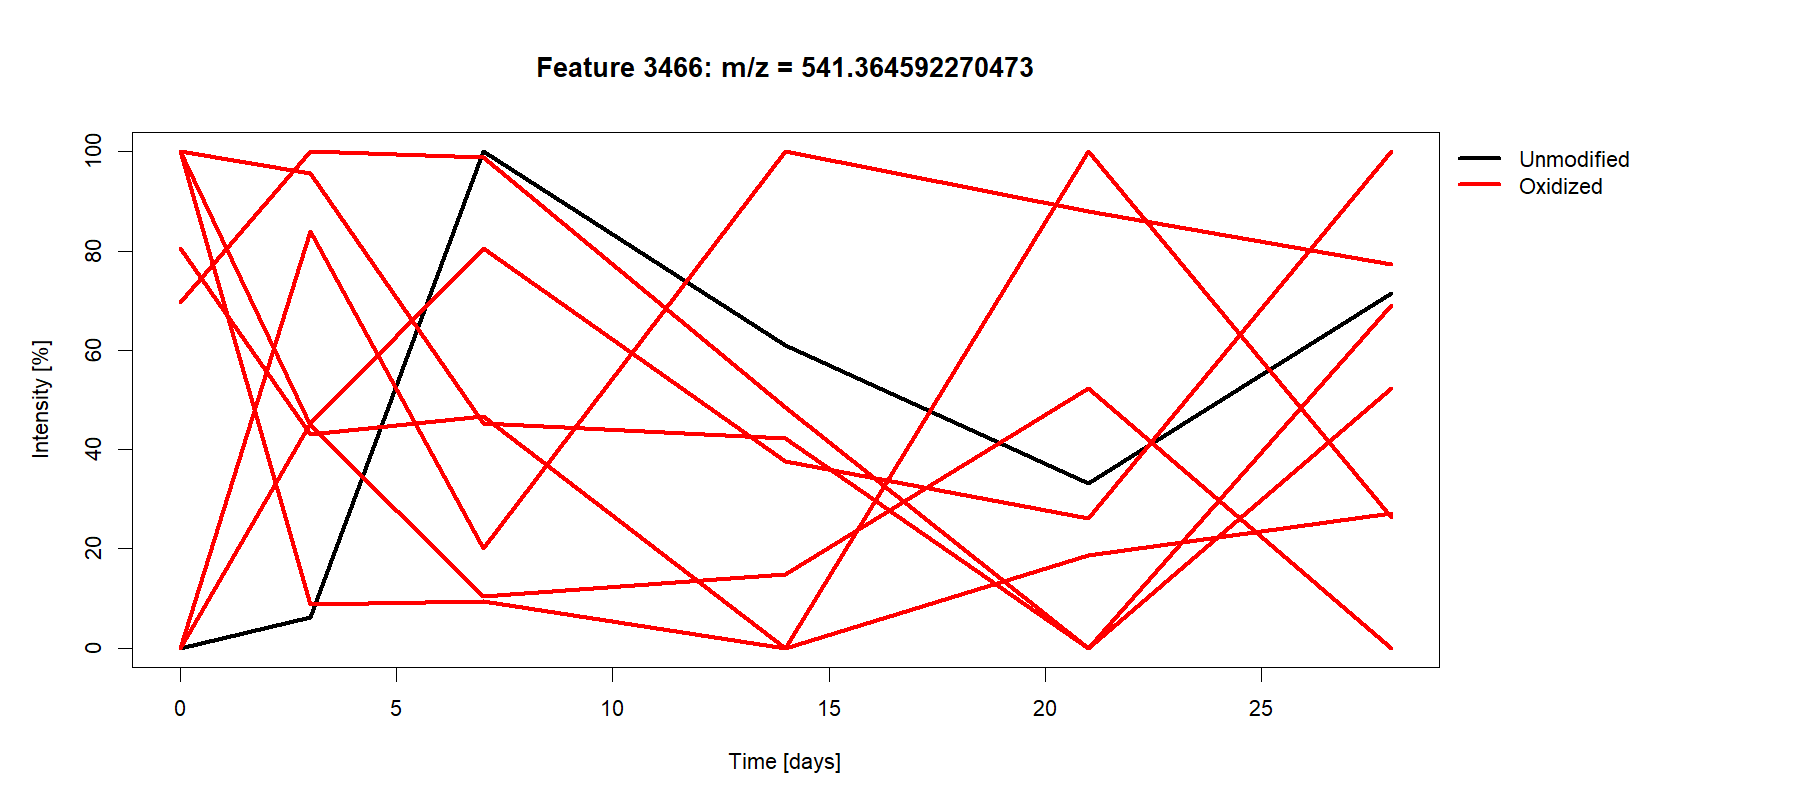 Feature 3466: m/z = 541.364592270473
Unmodified
Oxidized
Intensity [%]
100
80
60
40
20
0
0 5 10 15 20 25
Time [days]